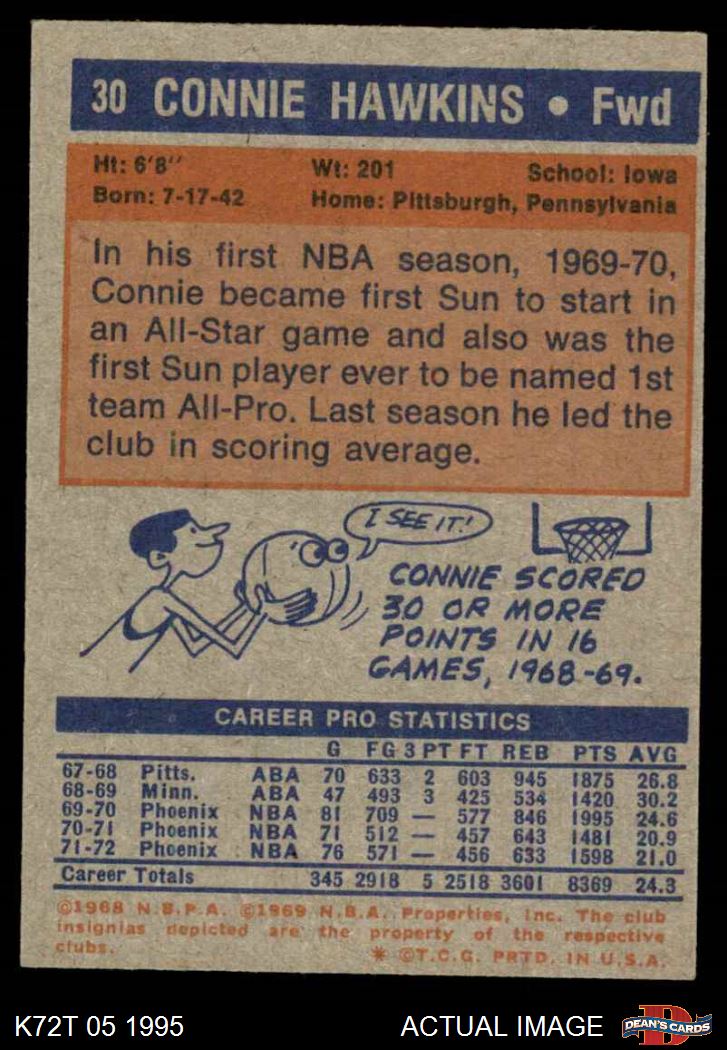 30 CONNIE HAWKINS • Fwd
Ht: 6'8'' Wt: 201 School: Iowa
Born: 7-17-42 Home: Pittsburgh, Pennsylvania
In his first NBA season, 1969-70,
Connie became first Sun to start in
an All-Star game and also was the
first Sun player ever to be named 1st
team All-Pro. Last season he led the
club in scoring average.
I SEE IT!
CONNIE SCORED
30 OR MORE
POINTS IN 16
GAMES, 1968-69.
CAREER PRO STATISTICS
G FG 3 PT FT REB PTS AVG
67-68 Pitts. ABA 70 633 2 603 945 1875 26.8
68-69 Minn. ABA 47 493 3 425 534 1420 30.2
69-70 Phoenix NBA 81 709 — 577 846 1995 24.6
70-71 Phoenix NBA 71 512 — 457 643 1481 20.9
71-72 Phoenix NBA 76 571 — 456 633 1598 21.0
Career Totals 345 2918 5 2518 3601 8369 24.3
©1968 N.B.P.A. ©1969 N.B.A. Properties, Inc. The club
insignias depicted are the property of the respective
clubs. * ©T.C.G. PRTD. IN U.S.A.
K72T 05 1995 ACTUAL IMAGE D DEAN'S CARDS